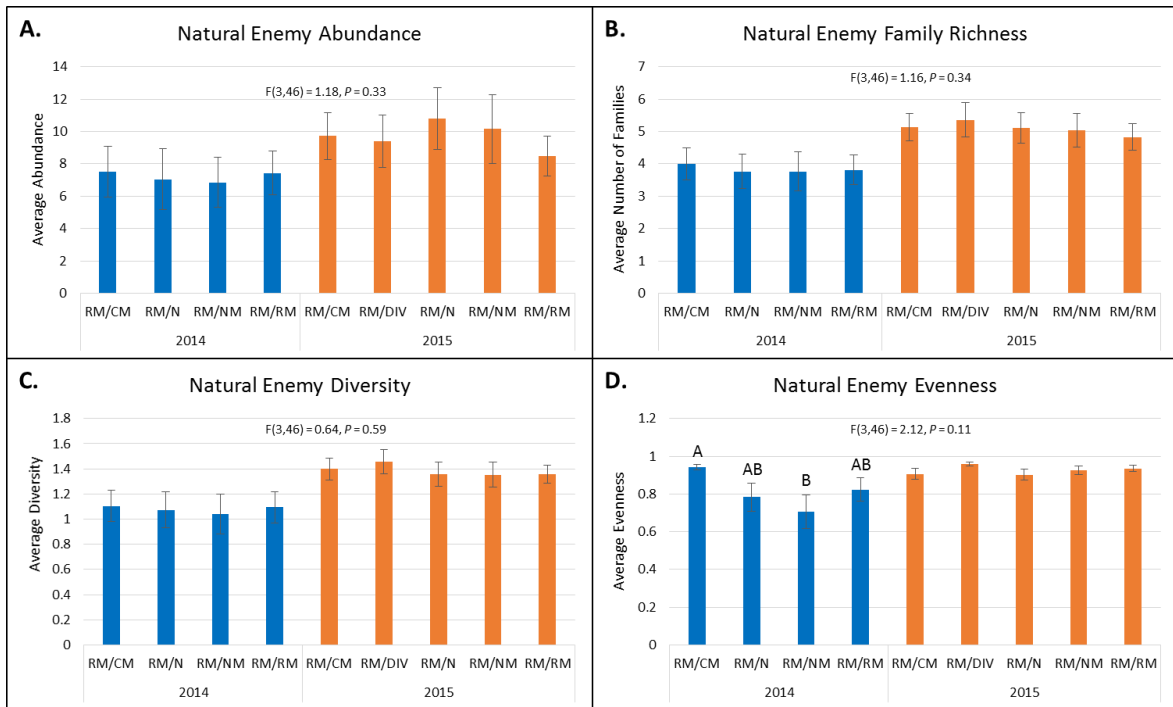 A.
Natural Enemy Abundance
F(3,46) = 1.18, P = 0.33
Average Abundance
14
12
10
8
6
4
2
0
RM/CM RM/N RM/NM RM/RM RM/CM RM/DIV RM/N RM/NM RM/RM
2014 2015
B.
Natural Enemy Family Richness
F(3,46) = 1.16, P = 0.34
Average Number of Families
7
6
5
4
3
2
1
0
RM/CM RM/N RM/NM RM/RM RM/CM RM/DIV RM/N RM/NM RM/RM
2014 2015
C.
Natural Enemy Diversity
F(3,46) = 0.64, P = 0.59
Average Diversity
1.8
1.6
1.4
1.2
1
0.8
0.6
0.4
0.2
0
RM/CM RM/N RM/NM RM/RM RM/CM RM/DIV RM/N RM/NM RM/RM
2014 2015
D.
Natural Enemy Evenness
F(3,46) = 2.12, P = 0.11
Average Evenness
1.2
1
0.8
0.6
0.4
0.2
0
A AB B AB
RM/CM RM/N RM/NM RM/RM RM/CM RM/DIV RM/N RM/NM RM/RM
2014 2015